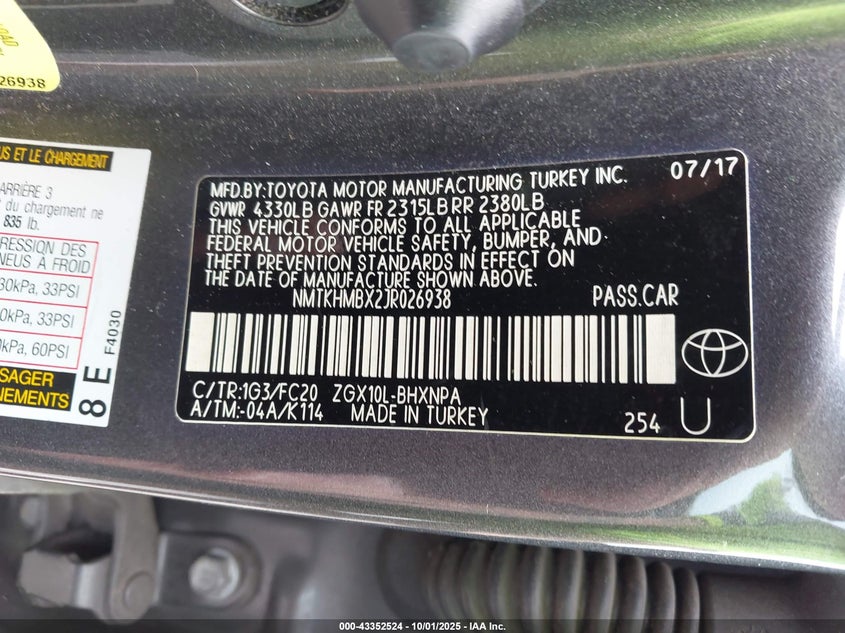 OAD
26938
US ET LE CHARGEMENT
ARRIÈRE 3
du chargement ne
835 lb.
PRESSION DES
NEUS À FROID
30kPa, 33PSI
0kPa, 33PSI
0kPa, 60PSI
SAGER
NEMENTS
8 E
F4030
MFD.BY:TOYOTA MOTOR MANUFACTURING TURKEY INC. 07/17
GVWR 4330LB GAWR FR 2315LB RR 2380LB
THIS VEHICLE CONFORMS TO ALL APPLICABLE
FEDERAL MOTOR VEHICLE SAFETY, BUMPER, AND
THEFT PREVENTION STANDARDS IN EFFECT ON
THE DATE OF MANUFACTURE SHOWN ABOVE.
NMTKHMBX2JR026938 PASS.CAR
C/TR:1G3/FC20 ZGX10L-BHXNPA
A/TM:-04A/K114 MADE IN TURKEY 254 U
000-43352524 - 10/01/2025 - IAA Inc.